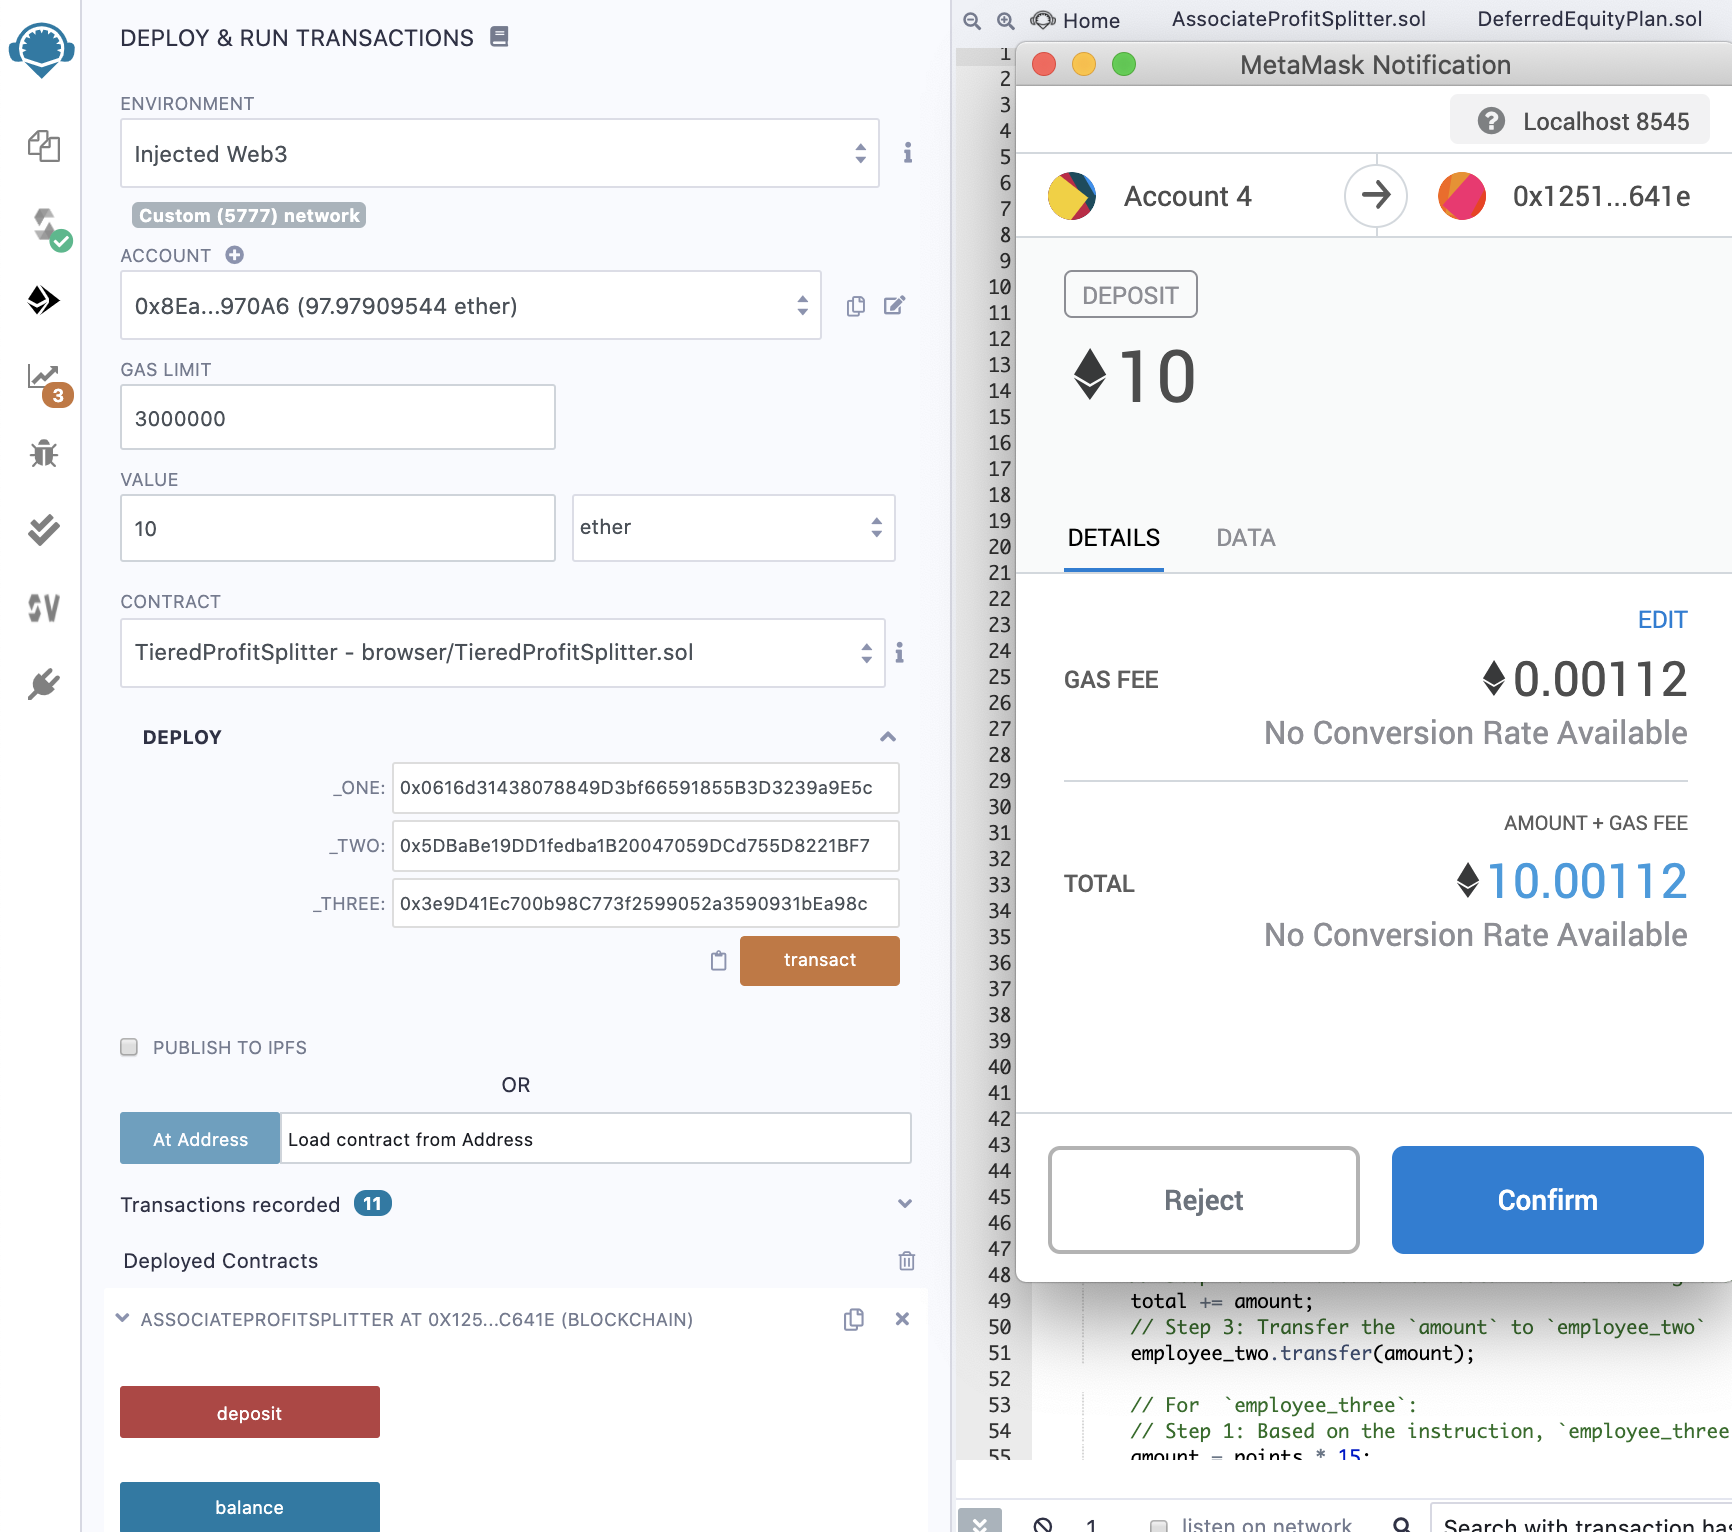 DEPLOY & RUN TRANSACTIONS
ENVIRONMENT
Injected Web3
Custom (5777) network
ACCOUNT
0x8Ea...970A6 (97.97909544 ether)
GAS LIMIT
3000000
VALUE
10
ether
CONTRACT
TieredProfitSplitter - browser/TieredProfitSplitter.sol
DEPLOY
_ONE: 0x0616d31438078849D3bf66591855B3D3239a9E5c
_TWO: 0x5DBaBe19DD1fedba1B20047059DCd755D8221BF7
_THREE: 0x3e9D41Ec700b98C773f2599052a3590931bEa98c
transact
PUBLISH TO IPFS
OR
At Address Load contract from Address
Transactions recorded 11
Deployed Contracts
ASSOCIATEPROFITSPLITTER AT 0X125...C641E (BLOCKCHAIN)
deposit
balance
3
SV
Home AssociateProfitSplitter.sol DeferredEquityPlan.sol
MetaMask Notification
? Localhost 8545
Account 4 0x1251...641e
DEPOSIT
10
DETAILS DATA
EDIT
GAS FEE 0.00112
No Conversion Rate Available
AMOUNT + GAS FEE
TOTAL 10.00112
No Conversion Rate Available
Reject Confirm
1
2
3
4
5
6
7
8
9
10
11
12
13
14
15
16
17
18
19
20
21
22
23
24
25
26
27
28
29
30
31
32
33
34
35
36
37
38
39
40
41
42
43
44
45
46
47
48
49 total += amount;
50 // Step 3: Transfer the `amount` to `employee_two`
51 employee_two.transfer(amount);
52
53 // For `employee_three`:
54 // Step 1: Based on the instruction, `employee_three
55 amount = points * 15;
1 listen on network Search with transaction has